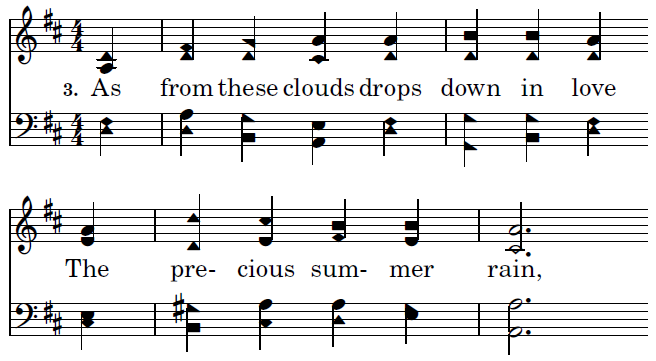 3. As from these clouds drops down in love
The pre- cious sum- mer rain,